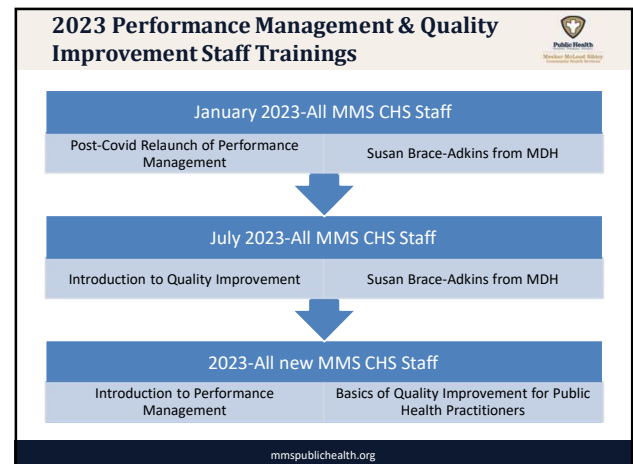 2023 Performance Management & Quality
Improvement Staff Trainings
Public Health
Meeker McLeod Sibley
Community Health Services
January 2023-All MMS CHS Staff
Post-Covid Relaunch of Performance
Management
Susan Brace-Adkins from MDH
July 2023-All MMS CHS Staff
Introduction to Quality Improvement
Susan Brace-Adkins from MDH
2023-All new MMS CHS Staff
Introduction to Performance
Management
Basics of Quality Improvement for Public
Health Practitioners
mmspublichealth.org